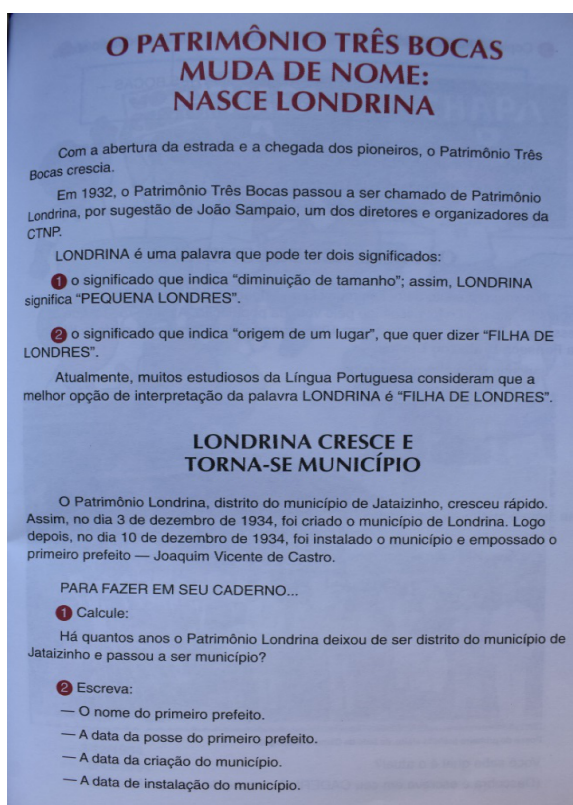 O PATRIMÔNIO TRÊS BOCAS
MUDA DE NOME:
NASCE LONDRINA
Com a abertura da estrada e a chegada dos pioneiros, o Patrimônio Três
Bocas crescia.
Em 1932, o Patrimônio Três Bocas passou a ser chamado de Patrimônio
Londrina, por sugestão de João Sampaio, um dos diretores e organizadores da
CTNP.
LONDRINA é uma palavra que pode ter dois significados:
1 o significado que indica “diminuição de tamanho”; assim, LONDRINA
significa “PEQUENA LONDRES”.
2 o significado que indica “origem de um lugar”, que quer dizer “FILHA DE
LONDRES”.
Atualmente, muitos estudiosos da Língua Portuguesa consideram que a
melhor opção de interpretação da palavra LONDRINA é “FILHA DE LONDRES”.
LONDRINA CRESCE E
TORNA-SE MUNICÍPIO
O Patrimônio Londrina, distrito do município de Jataizinho, cresceu rápido.
Assim, no dia 3 de dezembro de 1934, foi criado o município de Londrina. Logo
depois, no dia 10 de dezembro de 1934, foi instalado o município e empossado o
primeiro prefeito — Joaquim Vicente de Castro.
PARA FAZER EM SEU CADERNO...
1 Calcule:
Há quantos anos o Patrimônio Londrina deixou de ser distrito do município de
Jataizinho e passou a ser município?
2 Escreva:
— O nome do primeiro prefeito.
— A data da posse do primeiro prefeito.
— A data da criação do município.
— A data de instalação do município.